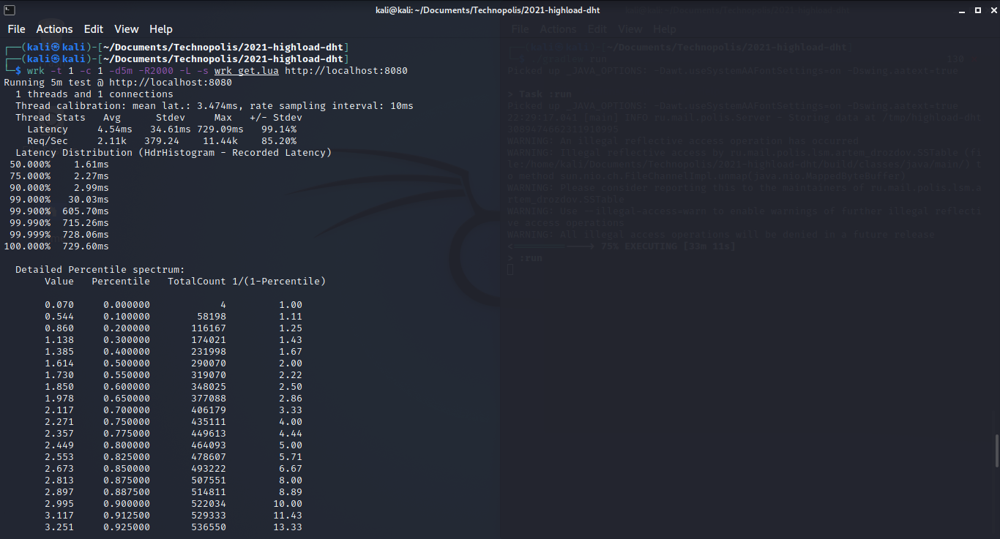 kali@kali: ~/Documents/Technopolis/2021-highload-dht
File Actions Edit View Help
┌──(kali㉿kali)-[~/Documents/Technopolis/2021-highload-dht]
┌──(kali㉿kali)-[~/Documents/Technopolis/2021-highload-dht]
└─$ wrk -t 1 -c 1 -d5m -R2000 -L -s wrk_get.lua http://localhost:8080
Running 5m test @ http://localhost:8080
1 threads and 1 connections
Thread calibration: mean lat.: 3.474ms, rate sampling interval: 10ms
Thread Stats Avg Stdev Max +/- Stdev
Latency 4.54ms 34.61ms 729.09ms 99.14%
Req/Sec 2.11k 379.24 11.44k 85.20%
Latency Distribution (HdrHistogram - Recorded Latency)
50.000% 1.61ms
75.000% 2.27ms
90.000% 2.99ms
99.000% 30.03ms
99.900% 605.70ms
99.990% 715.26ms
99.999% 728.06ms
100.000% 729.60ms
Detailed Percentile spectrum:
Value Percentile TotalCount 1/(1-Percentile)
0.070 0.000000 4 1.00
0.544 0.100000 58198 1.11
0.860 0.200000 116167 1.25
1.138 0.300000 174021 1.43
1.385 0.400000 231998 1.67
1.614 0.500000 290070 2.00
1.730 0.550000 319070 2.22
1.850 0.600000 348025 2.50
1.978 0.650000 377088 2.86
2.117 0.700000 406179 3.33
2.271 0.750000 435111 4.00
2.357 0.775000 449613 4.44
2.449 0.800000 464093 5.00
2.553 0.825000 478607 5.71
2.673 0.850000 493222 6.67
2.813 0.875000 507551 8.00
2.897 0.887500 514811 8.89
2.995 0.900000 522034 10.00
3.117 0.912500 529333 11.43
3.251 0.925000 536550 13.33
File Actions Edit View Help
130
Picked up _JAVA_OPTIONS: -Dawt.useSystemAAFontSettings=on -Dswing.aatext=true
> Task :run
Picked up _JAVA_OPTIONS: -Dawt.useSystemAAFontSettings=on -Dswing.aatext=true
[main] INFO ru.mail.polis.Server - Storing data at /tmp/highload-dht
WARNING: An illegal reflective access operation has occurred
WARNING: Illegal reflective access by ru.mail.polis.lsm.artem_drozdov.SSTable (fi
le:/home/kali/Documents/Technopolis/2021-highload-dht/build/classes/java/main/) t
o method sun.nio.ch.FileChannelImpl.unmap(java.nio.MappedByteBuffer)
WARNING: Please consider reporting this to the maintainers of ru.mail.polis.lsm.a
rtem_drozdov.SSTable
WARNING: Use --illegal-access=warn to enable warnings of further illegal reflecti
ve access operations
WARNING: All illegal access operations will be denied in a future release
<=========----> 75% EXECUTING [33m 11s]
> :run